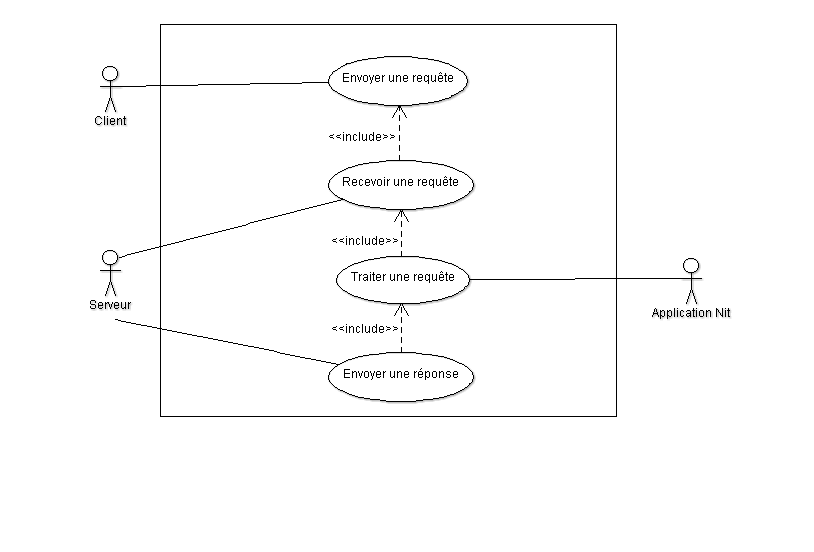 Envoyer une requête
Client
<<include>>
Recevoir une requête
<<include>>
Traiter une requête
Serveur
Application Nit
<<include>>
Envoyer une réponse